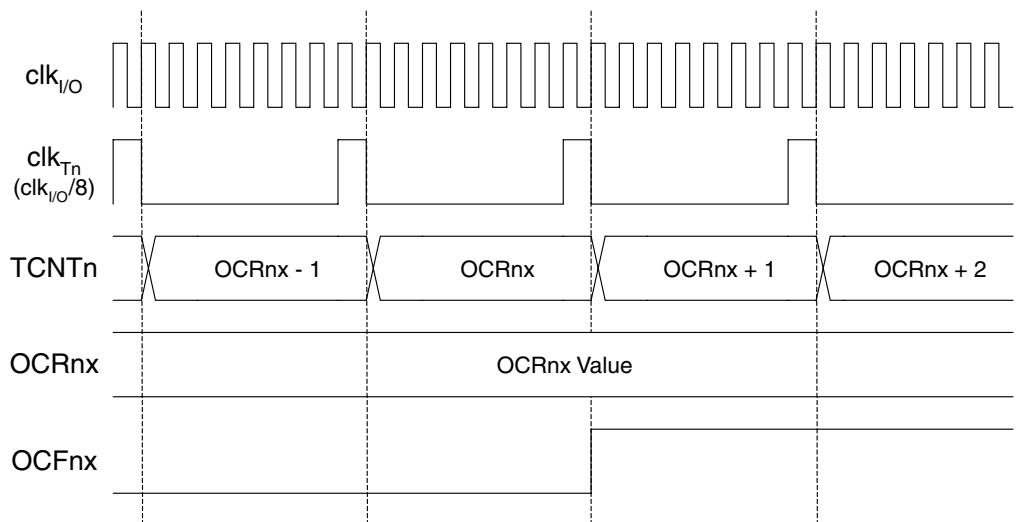 clkI/O
clkTn
(clkI/O/8)
TCNTn
OCRnx - 1
OCRnx
OCRnx + 1
OCRnx + 2
OCRnx
OCRnx Value
OCFnx